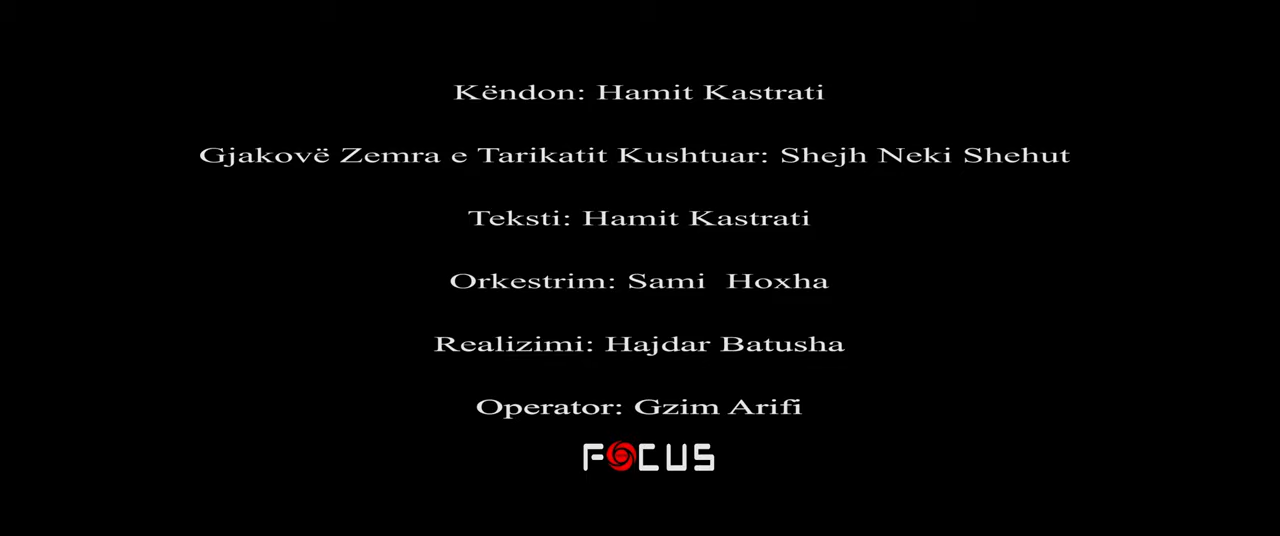 Këndon: Hamit Kastrati
Gjakovë Zemra e Tarikatit Kushtuar: Shejh Neki Shehut
Teksti: Hamit Kastrati
Orkestrim: Sami Hoxha
Realizimi: Hajdar Batusha
Operator: Gzim Arifi
FOCUS